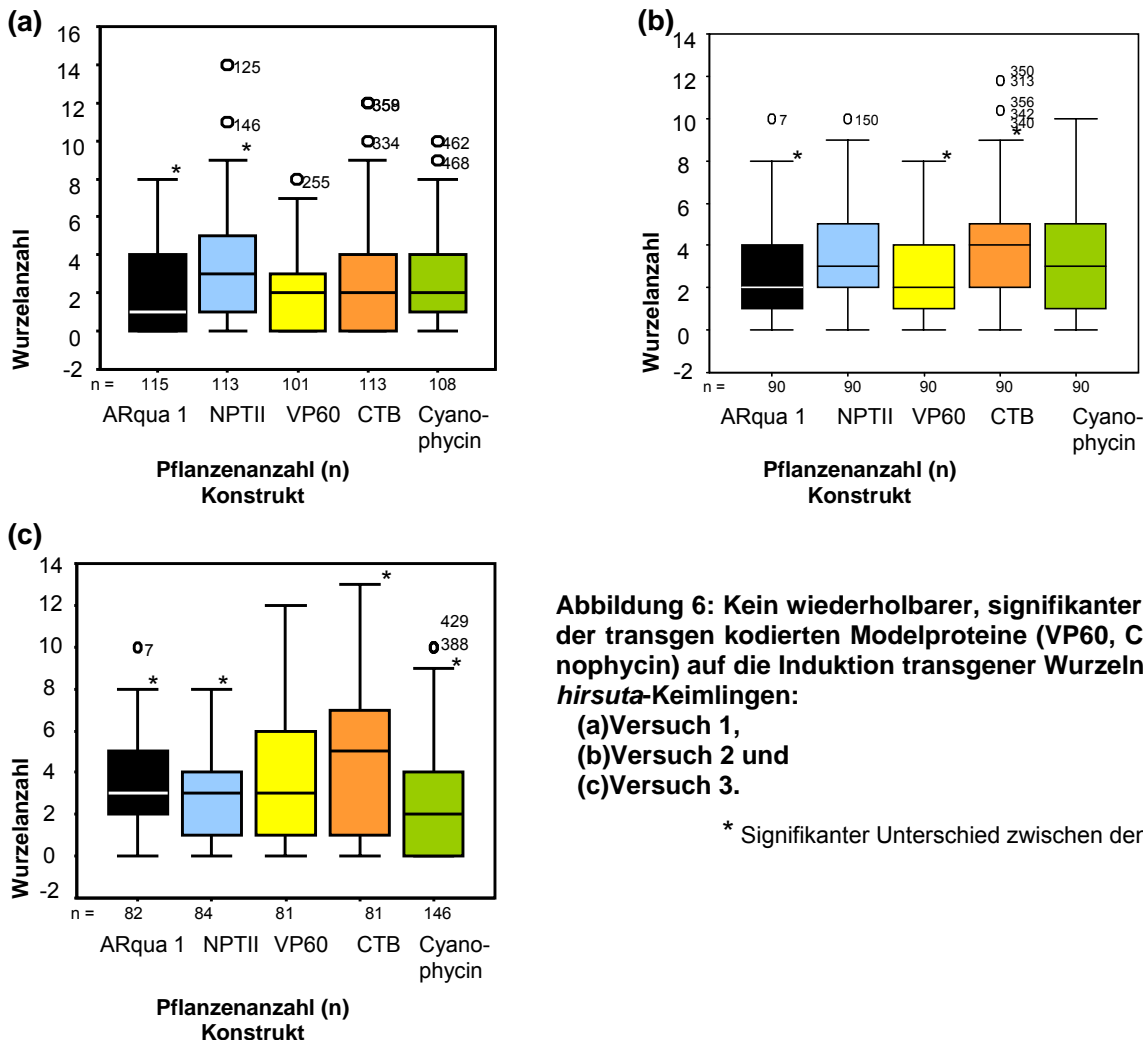 (a)
16
14
12
10
8
6
4
2
0
-2
Wurzelanzahl
125
146
*
*
255
334
462
468
n = 115 113 101 113 108
ARqua 1 NPTII VP60 CTB Cyano-
phycin
Pflanzenanzahl (n)
Konstrukt
(b)
14
12
10
8
6
4
2
0
-2
Wurzelanzahl
7
*
150
*
350
313
356
342
340
*
n = 90 90 90 90 90
ARqua 1 NPTII VP60 CTB Cyano-
phycin
Pflanzenanzahl (n)
Konstrukt
(c)
14
12
10
8
6
4
2
0
-2
Wurzelanzahl
7
*
*
*
429
388
*
n = 82 84 81 81 146
ARqua 1 NPTII VP60 CTB Cyano-
phycin
Pflanzenanzahl (n)
Konstrukt
Abbildung 6: Kein wiederholbarer, signifikanter
der transgen kodierten Modelproteine (VP60, C
nophycin) auf die Induktion transgener Wurzeln
hirsuta-Keimlingen:
(a)Versuch 1,
(b)Versuch 2 und
(c)Versuch 3.
* Signifikanter Unterschied zwischen der